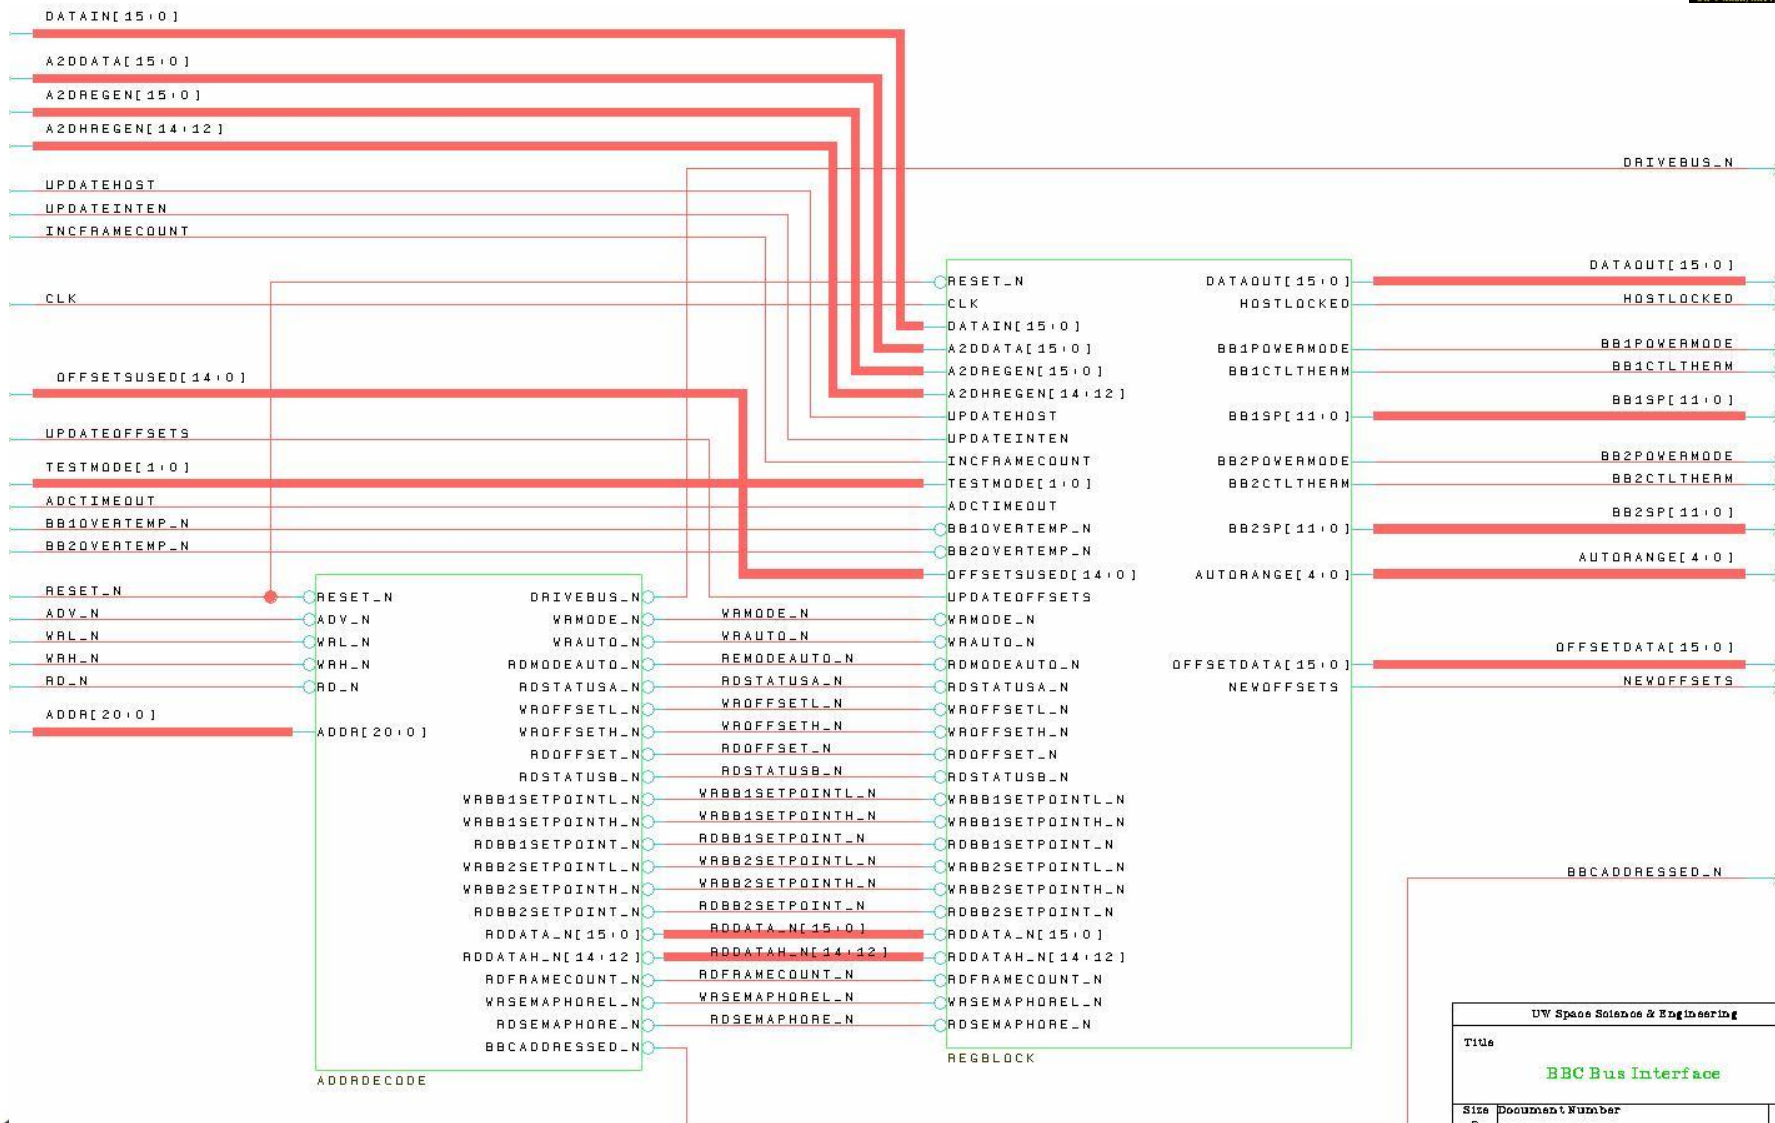 DATAIN[15:0]
A2DDATA[15:0]
A2DREGEN[15:0]
A2DHREGEN[14:12]
UPDATEHOST
UPDATEINTEN
INCFRAMECOUNT
CLK
OFFSETSUSED[14:0]
UPDATEOFFSETS
TESTMODE[1:0]
ADCTIMEOUT
BB1OVERTEMP_N
BB2OVERTEMP_N
RESET_N
ADV_N
WRL_N
WRH_N
RD_N
ADDR[20:0]
RESET_N
ADV_N
WRL_N
WRH_N
RD_N
ADDR[20:0]
DRIVEBUS_N
WRMODE_N
WRAUTO_N
RDMODEAUTO_N
RDSTATUSA_N
WROFFSETL_N
WROFFSETH_N
RDOFFSET_N
RDSTATUSB_N
WRBB1SETPOINTL_N
WRBB1SETPOINTH_N
RDBB1SETPOINT_N
WRBB2SETPOINTL_N
WRBB2SETPOINTH_N
RDBB2SETPOINT_N
RDDATA_N[15:0]
RDDATAH_N[14:12]
RDFRAMECOUNT_N
WRSEMAPHOREL_N
RDSEMAPHORE_N
BBCADDRESSED_N
ADDRDECODE
WRMODE_N
WRAUTO_N
REMODEAUTO_N
RDSTATUSA_N
WROFFSETL_N
WROFFSETH_N
RDOFFSET_N
RDSTATUSB_N
WRBB1SETPOINTL_N
WRBB1SETPOINTH_N
RDBB1SETPOINT_N
WRBB2SETPOINTL_N
WRBB2SETPOINTH_N
RDBB2SETPOINT_N
RDDATA_N[15:0]
RDDATAH_N[14:12]
RDFRAMECOUNT_N
WRSEMAPHOREL_N
RDSEMAPHORE_N
RESET_N
CLK
DATAIN[15:0]
A2DDATA[15:0]
A2DREGEN[15:0]
A2DHREGEN[14:12]
UPDATEHOST
UPDATEINTEN
INCFRAMECOUNT
TESTMODE[1:0]
ADCTIMEOUT
BB1OVERTEMP_N
BB2OVERTEMP_N
OFFSETSUSED[14:0]
UPDATEOFFSETS
WRMODE_N
WRAUTO_N
RDMODEAUTO_N
RDSTATUSA_N
WROFFSETL_N
WROFFSETH_N
RDOFFSET_N
RDSTATUSB_N
WRBB1SETPOINTL_N
WRBB1SETPOINTH_N
RDBB1SETPOINT_N
WRBB2SETPOINTL_N
WRBB2SETPOINTH_N
RDBB2SETPOINT_N
RDDATA_N[15:0]
RDDATAH_N[14:12]
RDFRAMECOUNT_N
WRSEMAPHOREL_N
RDSEMAPHORE_N
DATAOUT[15:0]
HOSTLOCKED
BB1POWERMODE
BB1CTLTHERM
BB1SP[11:0]
BB2POWERMODE
BB2CTLTHERM
BB2SP[11:0]
AUTORANGE[4:0]
OFFSETDATA[15:0]
NEWOFFSETS
REGBLOCK
DRIVEBUS_N
DATAOUT[15:0]
HOSTLOCKED
BB1POWERMODE
BB1CTLTHERM
BB1SP[11:0]
BB2POWERMODE
BB2CTLTHERM
BB2SP[11:0]
AUTORANGE[4:0]
OFFSETDATA[15:0]
NEWOFFSETS
BBCADDRESSED_N
UW Space Science & Engineering
Title
BBC Bus Interface
Size Document Number